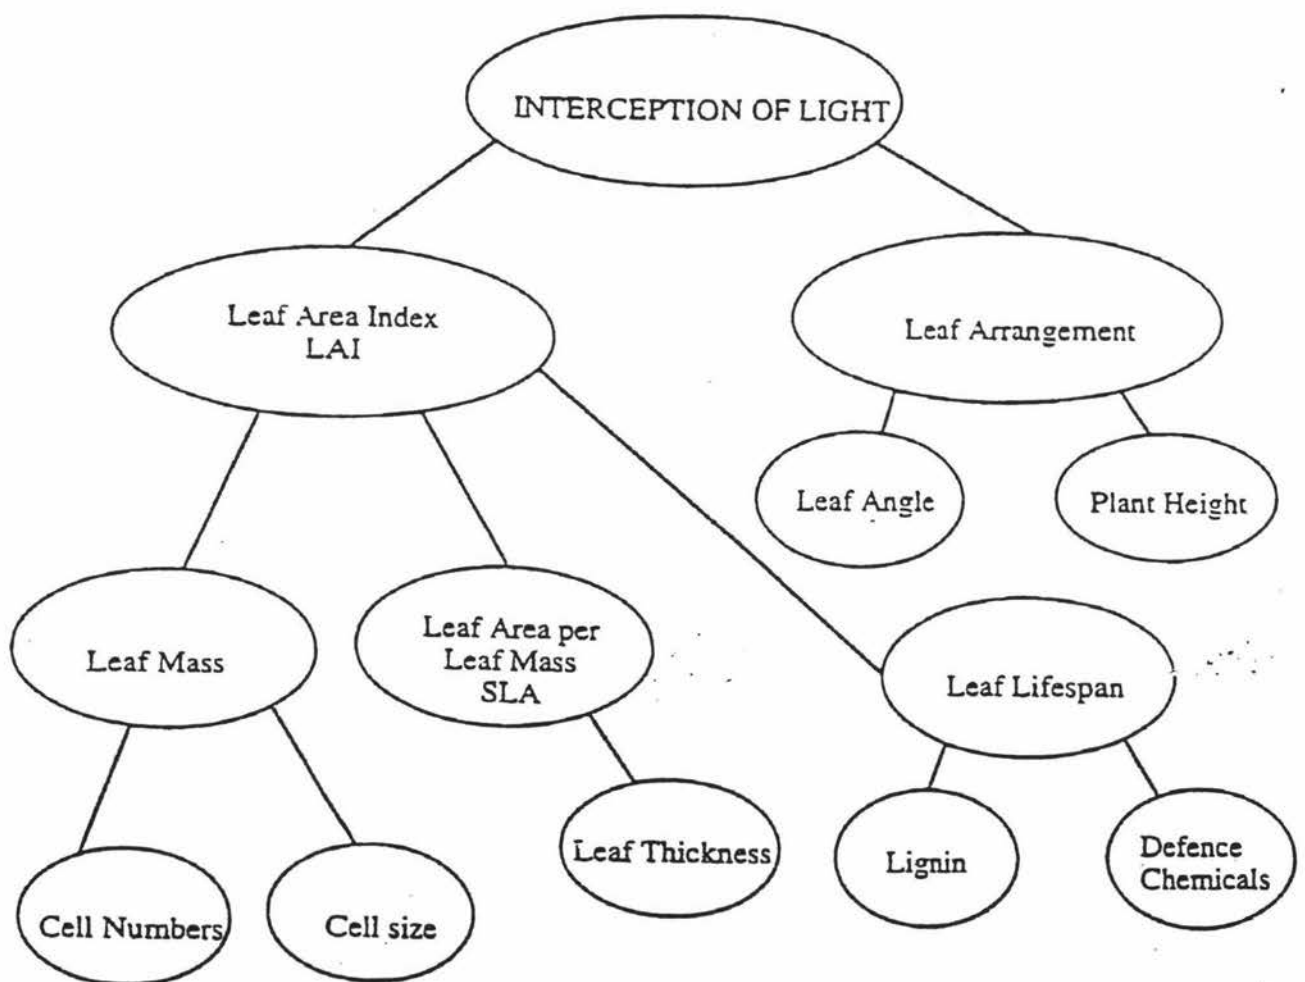 INTERCEPTION OF LIGHT
Leaf Area Index
LAI
Leaf Arrangement
Leaf Angle
Plant Height
Leaf Mass
Leaf Area per
Leaf Mass
SLA
Leaf Lifespan
Leaf Thickness
Lignin
Defence
Chemicals
Cell Numbers
Cell size